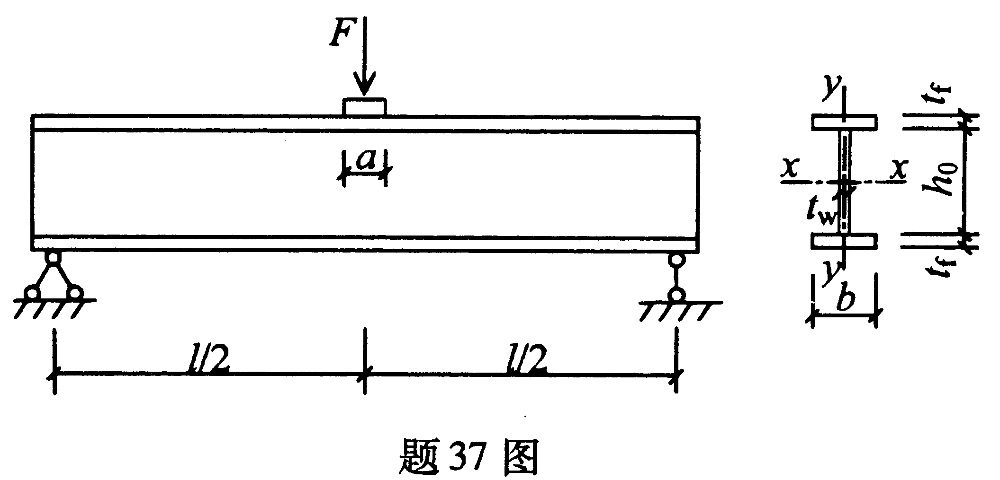 F
a
l/2
l/2
y
x
x
t_w
y
b
t_f
h_0
t_f
题 37 图